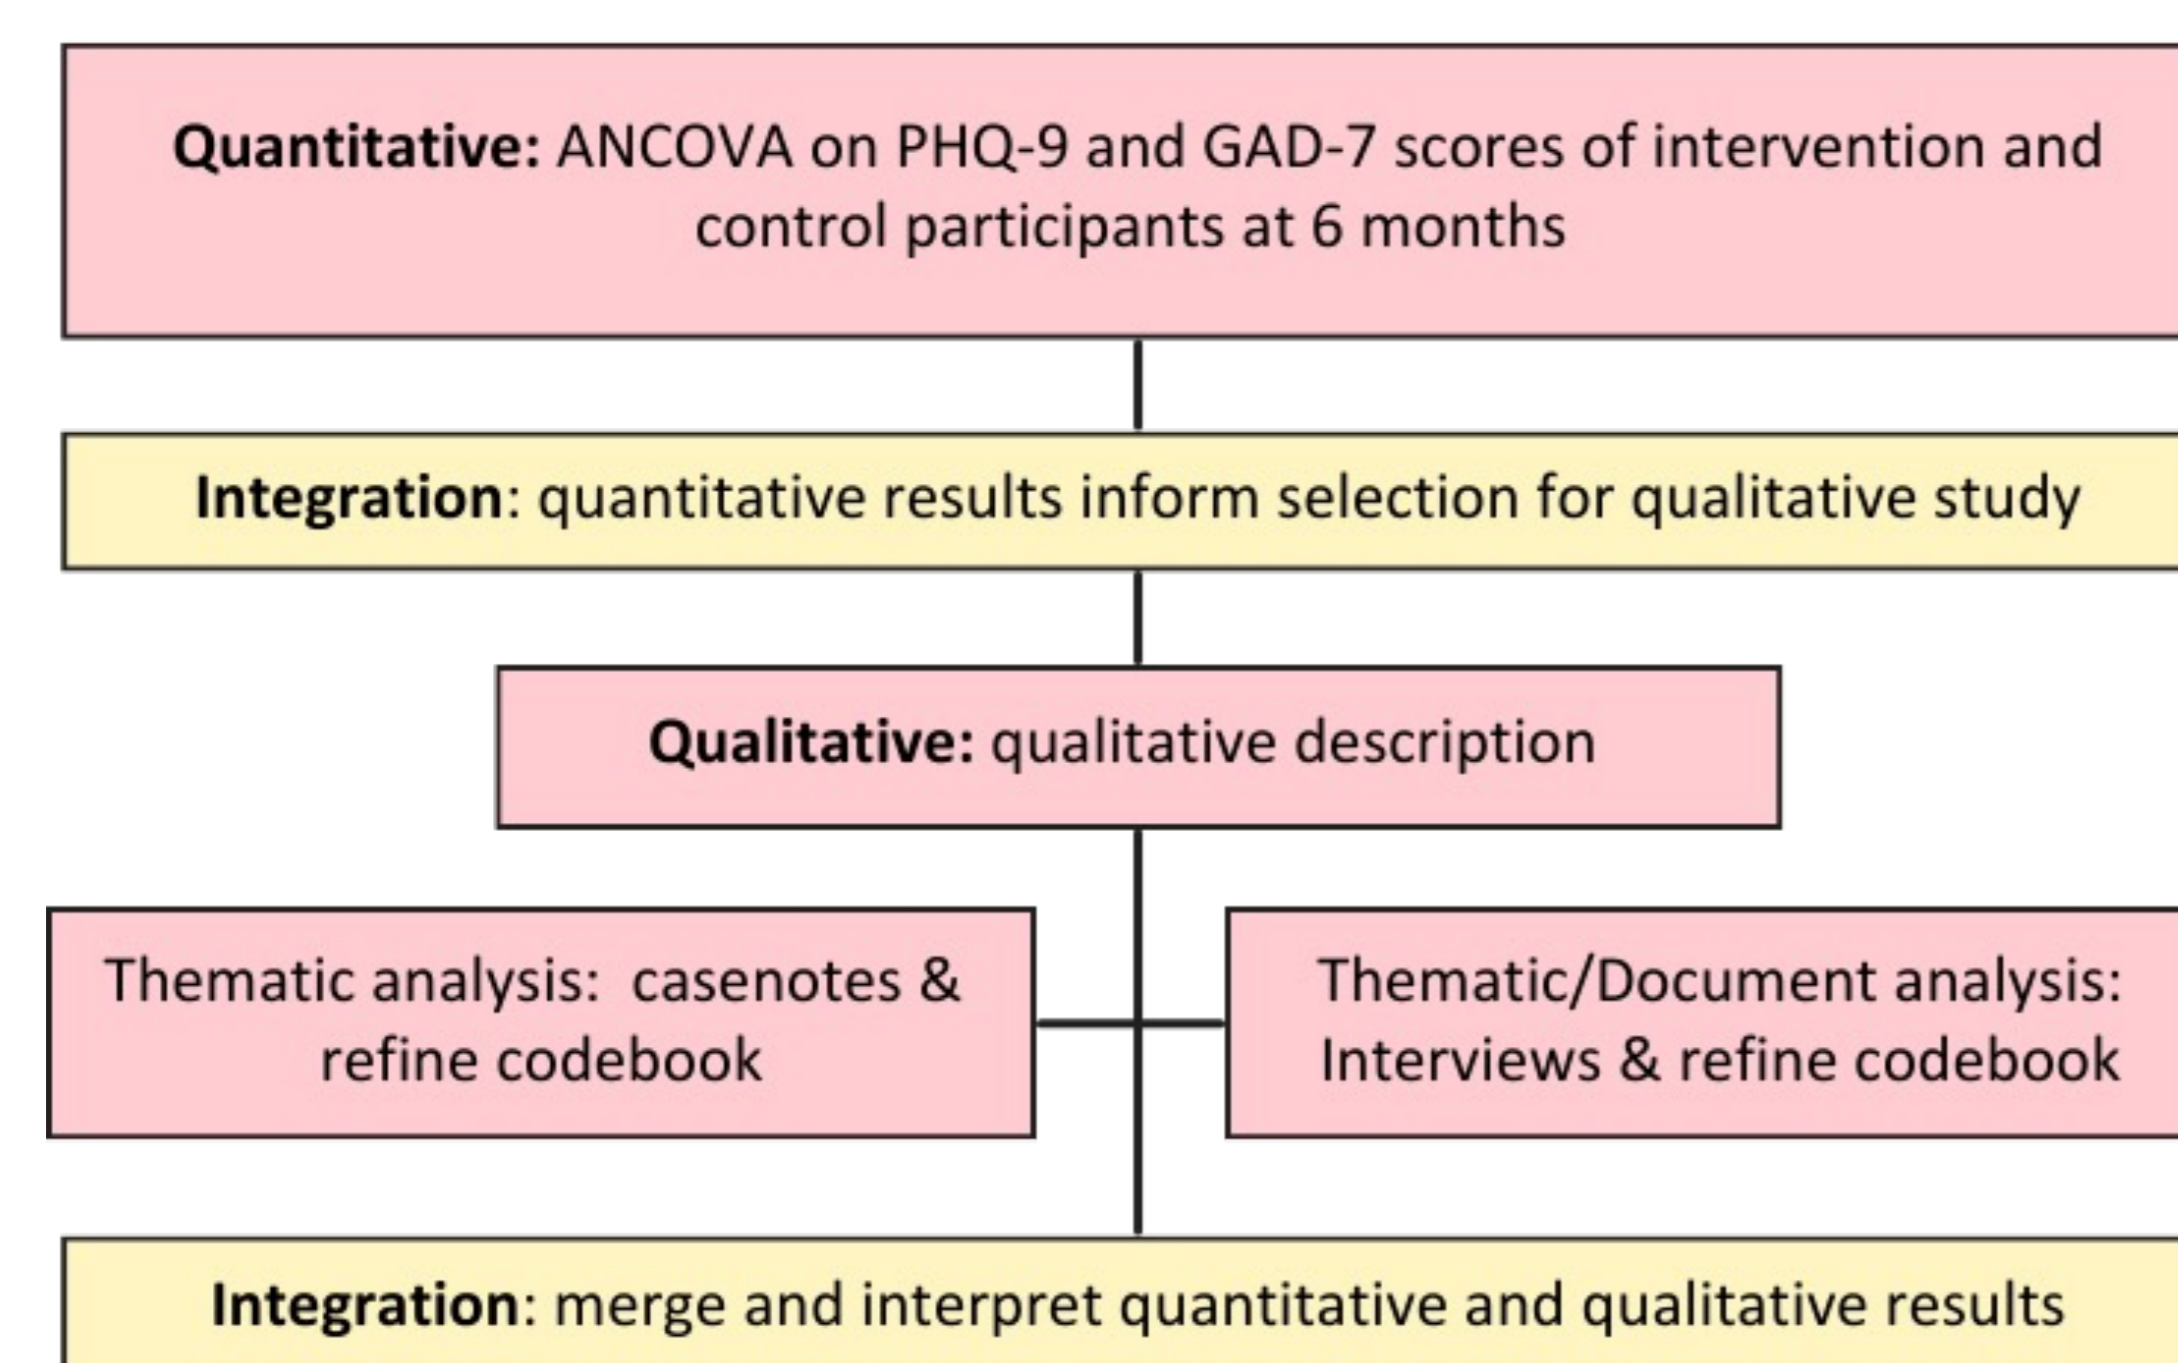 Quantitative: ANCOVA on PHQ-9 and GAD-7 scores of intervention and
control participants at 6 months
Integration: quantitative results inform selection for qualitative study
Qualitative: qualitative description
Thematic analysis:  casenotes &
refine codebook
Thematic/Document analysis:
Interviews & refine codebook
Integration: merge and interpret quantitative and qualitative results